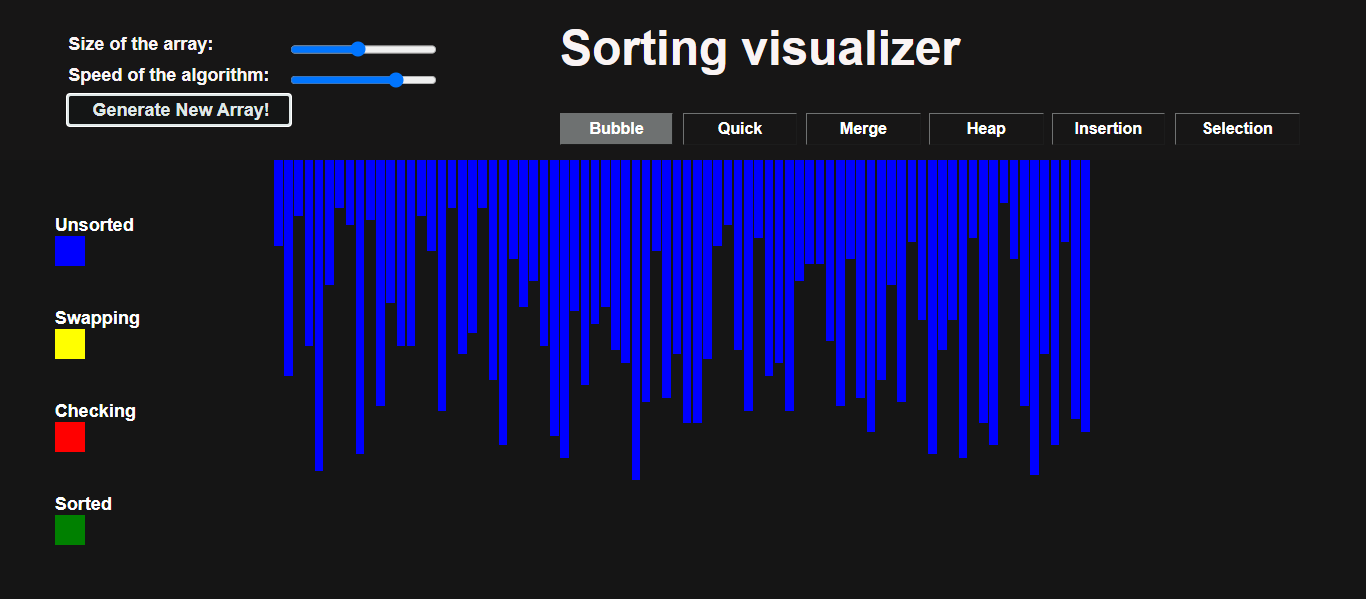 Size of the array:
Speed of the algorithm:
Generate New Array!
Sorting visualizer
Bubble Quick Merge Heap Insertion Selection
Unsorted
Swapping
Checking
Sorted